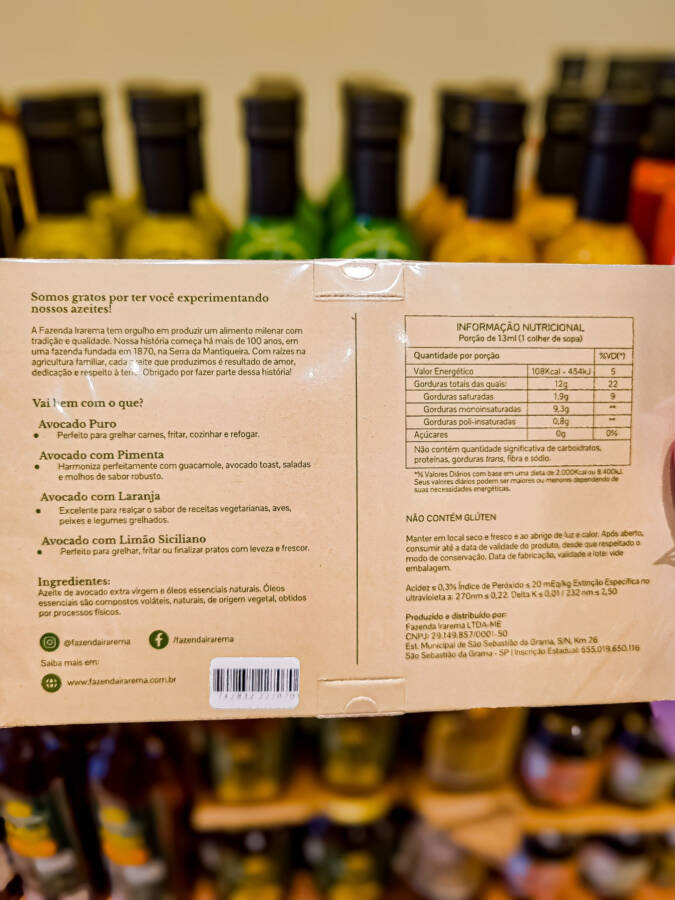 Somos gratos por ter você experimentando
nossos azeites!
A Fazenda Irarema tem orgulho em produzir um alimento milenar com
tradição e qualidade. Nossa história começa há mais de 100 anos, em
uma fazenda fundada em 1870, na Serra da Mantiqueira. Com raízes na
agricultura familiar, cada azeite que produzimos é resultado de amor,
dedicação e respeito à terra. Obrigado por fazer parte dessa história!
Vai bem com o que?
Avocado Puro
• Perfeito para grelhar carnes, fritar, cozinhar e refogar.
Avocado com Pimenta
• Harmoniza perfeitamente com guacamole, avocado toast, saladas
e molhos de sabor robusto.
Avocado com Laranja
• Excelente para realçar o sabor de receitas vegetarianas, aves,
peixes e legumes grelhados.
Avocado com Limão Siciliano
• Perfeito para grelhar, fritar ou finalizar pratos com leveza e frescor.
Ingredientes:
Azeite de avocado extra virgem e óleos essenciais naturais. Óleos
essenciais são compostos voláteis, naturais, de origem vegetal, obtidos
por processos físicos.
@fazendairarema /fazendairarema
Saiba mais em:
www.fazendairarema.com.br
INFORMAÇÃO NUTRICIONAL
Porção de 13ml (1 colher de sopa)
Quantidade por porção %VD(*)
Valor Energético 108Kcal - 454kJ 5
Gorduras totais das quais: 12g 22
Gorduras saturadas 1,9g 9
Gorduras monoinsaturadas 9,3g **
Gorduras poli-insaturadas 0,8g **
Açúcares 0g 0%
Não contém quantidade significativa de carboidratos,
proteínas, gorduras trans, fibra e sódio.
*% Valores Diários com base em uma dieta de 2.000Kcal ou 8.400kJ.
Seus valores diários podem ser maiores ou menores dependendo de
suas necessidades energéticas.
NÃO CONTÉM GLÚTEN
Manter em local seco e fresco e ao abrigo de luz e calor. Após aberto,
consumir até a data de validade do produto, desde que respeitado o
modo de conservação. Data de fabricação, validade e lote: vide
embalagem.
Acidez ≤ 0,3% Índice de Peróxido ≤ 20 mEq/kg Extinção Específica no
ultravioleta a: 270nm ≤ 0,22. Delta K ≤ 0,01 / 232 nm ≤ 2,50
Produzido e distribuído por:
Fazenda Irarema LTDA-ME
CNPJ: 29.149.857/0001-50
Est. Municipal de São Sebastião da Grama, S/N, Km 26
São Sebastião da Grama - SP | Inscrição Estadual: 655.019.650.116